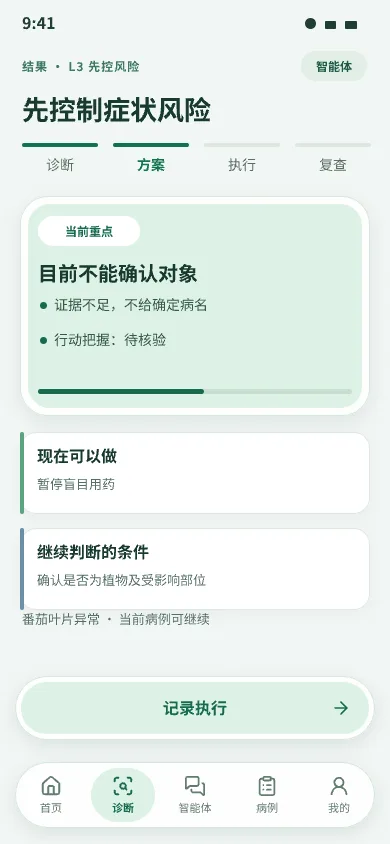 9:41
结果 · L3 先控风险
智能体
先控制症状风险
诊断
方案
执行
复查
当前重点
目前不能确认对象
证据不足，不给确定病名
行动把握：待核验
现在可以做
暂停盲目用药
继续判断的条件
确认是否为植物及受影响部位
番茄叶片异常 · 当前病例可继续
记录执行
首页
诊断
智能体
病例
我的